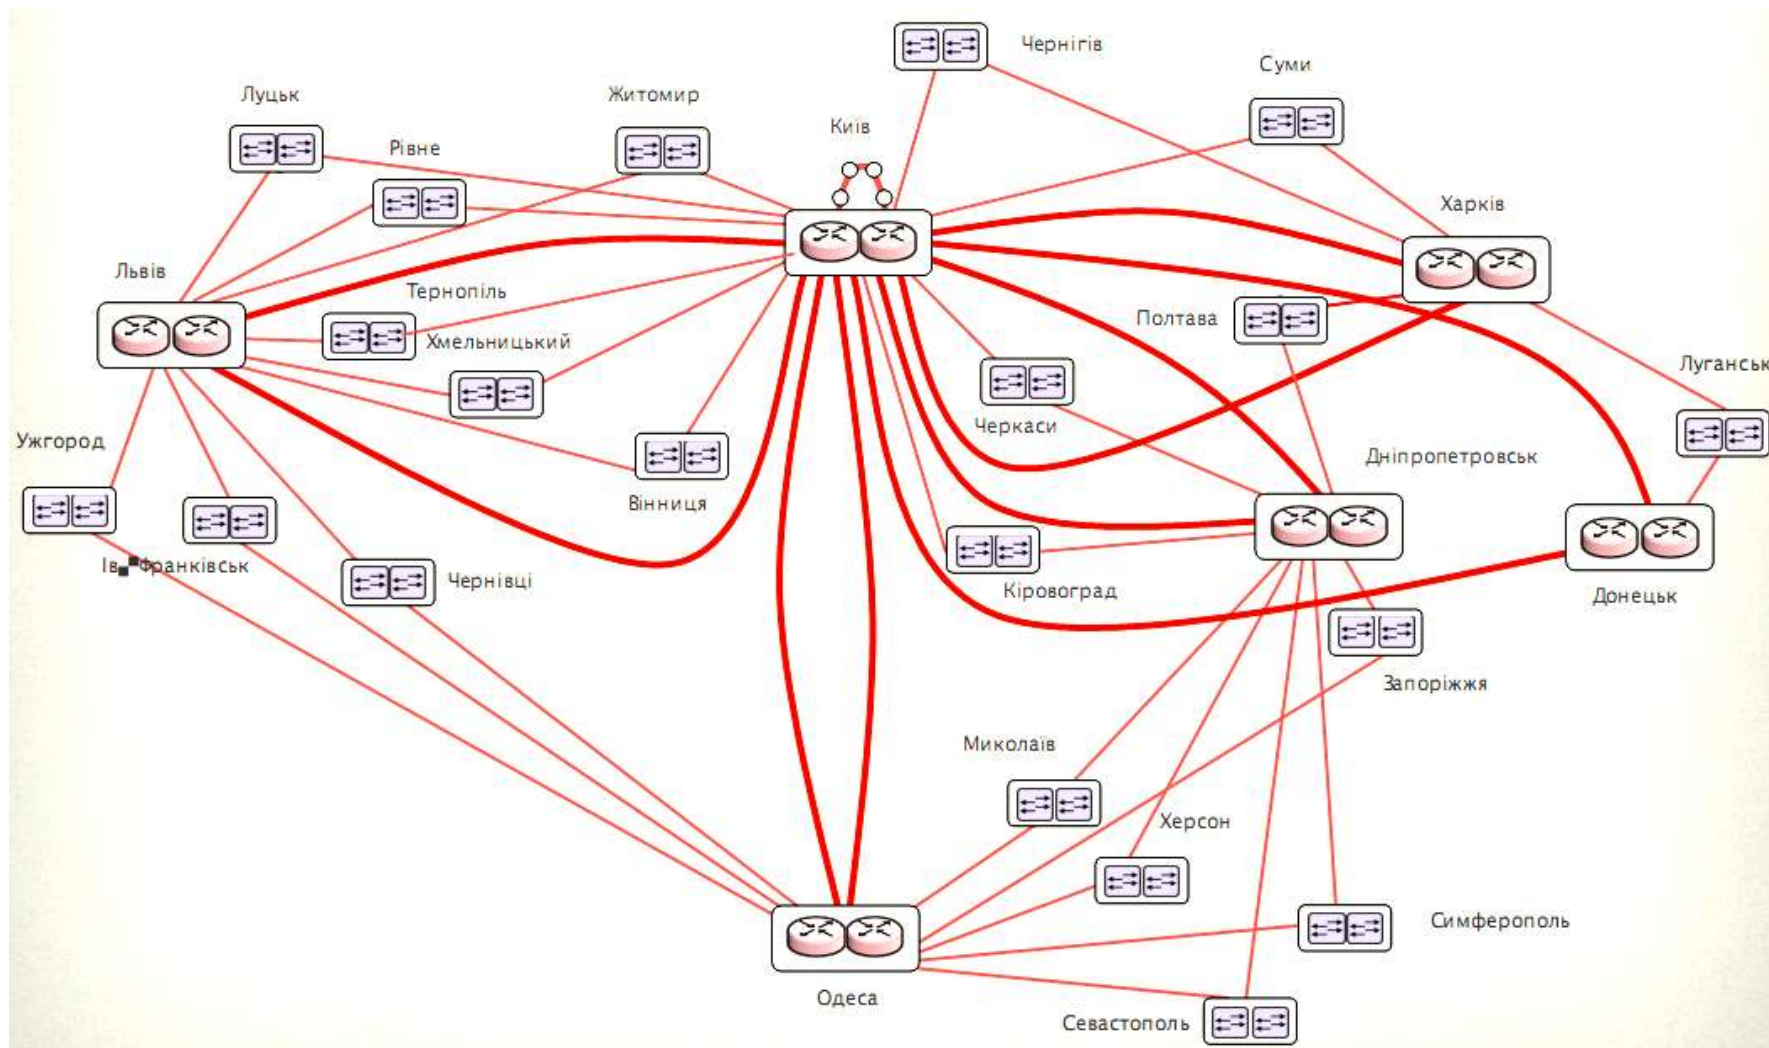 Чернігів
Суми
Луцьк
Житомир
Київ
Рівне
Харків
Львів
Тернопіль
Полтава
Хмельницький
Луганськ
Черкаси
Ужгород
Дніпропетровськ
Вінниця
Ів Франківськ
Чернівці
Кіровоград
Донецьк
Запоріжжя
Миколаїв
Херсон
Симферополь
Одеса
Севастополь